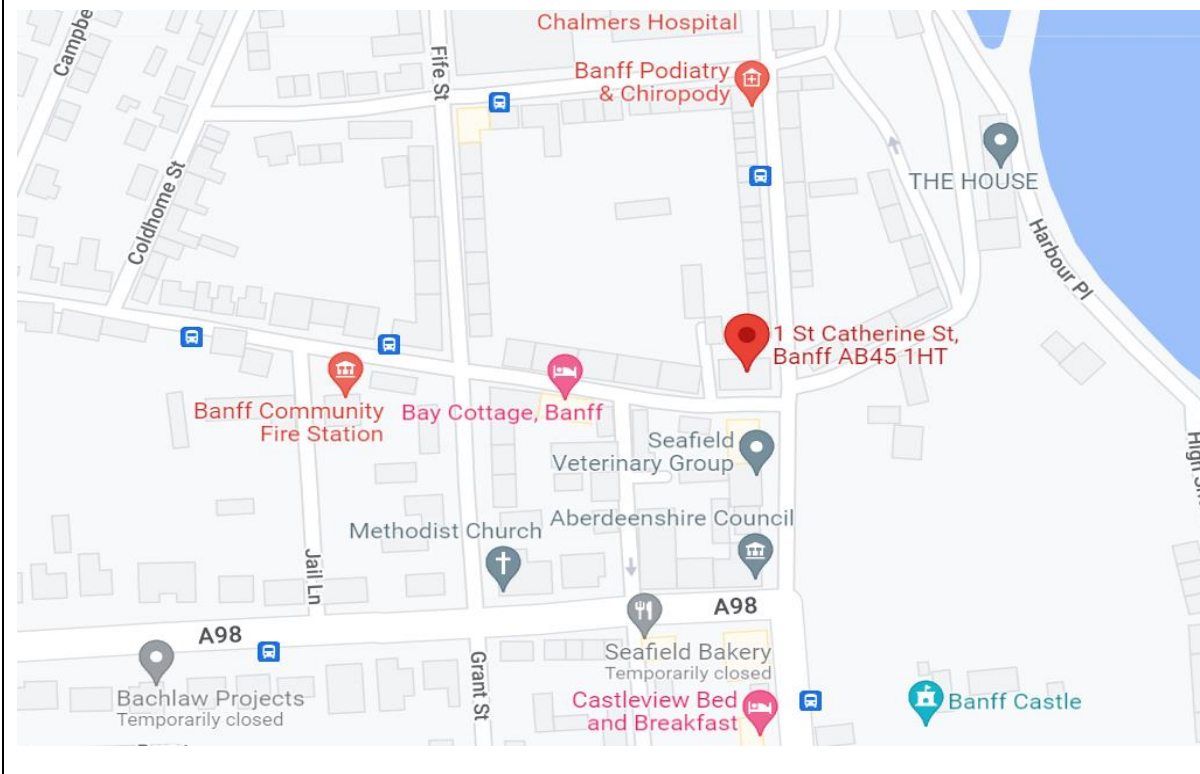 Chalmers Hospital
Campbe
Fife St
Banff Podiatry
& Chiropody
THE HOUSE
Coldhome St
Harbour Pl
1 St Catherine St,
Banff AB45 1HT
Banff Community
Fire Station
Bay Cottage, Banff
Seafield
Veterinary Group
Aberdeenshire Council
Methodist Church
Jail Ln
A98
A98
Seafield Bakery
Temporarily closed
Grant St
Bachlaw Projects
Temporarily closed
Castleview Bed
and Breakfast
Banff Castle